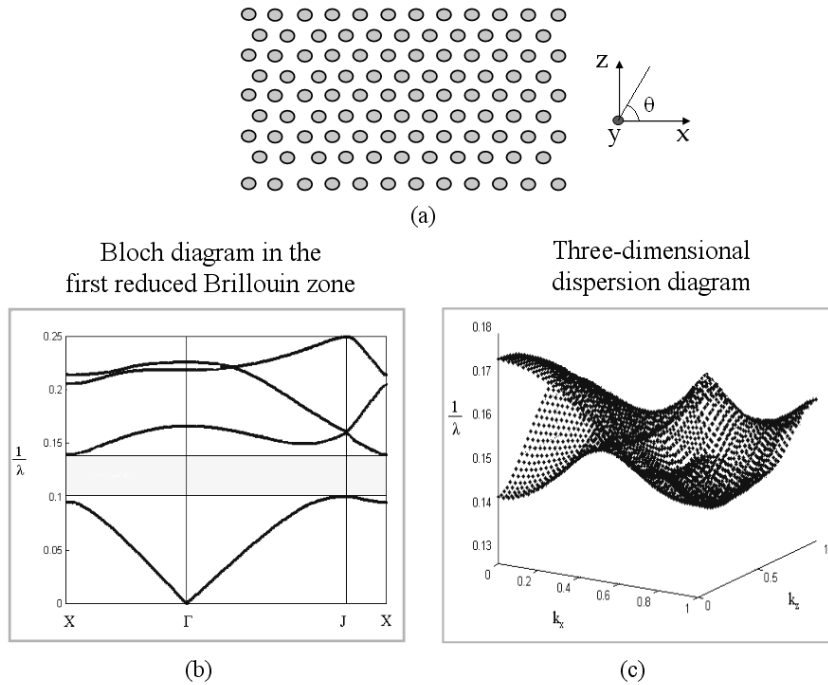 z
θ
y
x
(a)
Bloch diagram in the
first reduced Brillouin zone
Three-dimensional
dispersion diagram
0.25
0.2
0.15
1
λ
0.1
0.05
0
X
Γ
J
X
0.18
0.17
0.16
1
λ
0.15
0.14
0.13
0
0.2
0.4
0.6
0.8
1
0
0.5
1
kx
kz
(b)
(c)